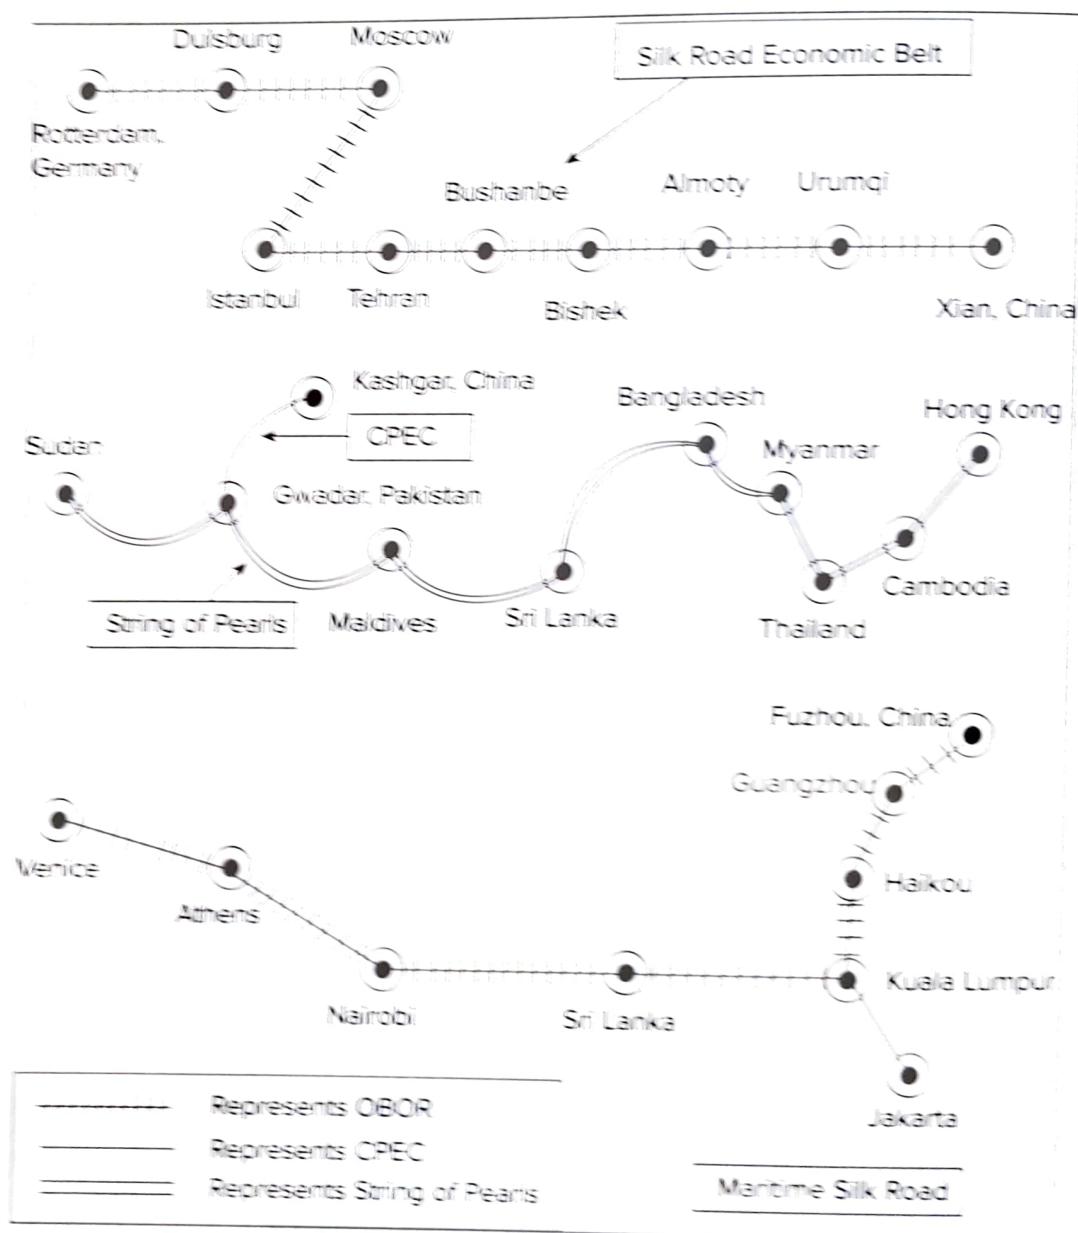 Duisburg
Moscow
Silk Road Economic Belt
Rotterdam,
Germany
Bushanbe
Almoty
Urumqi
Istanbul
Tehran
Bishek
Xian, China
Kashgar, China
Bangladesh
Hong Kong
Sudan
CPEC
Myanmar
Gwadar, Pakistan
Cambodia
String of Pearls
Maldives
Sri Lanka
Thailand
Fuzhou, China
Guangzhou
Venice
Haikou
Athens
Kuala Lumpur
Nairobi
Sri Lanka
Jakarta
Represents OBOR
Represents CPEC
Represents String of Pearls
Maritime Silk Road